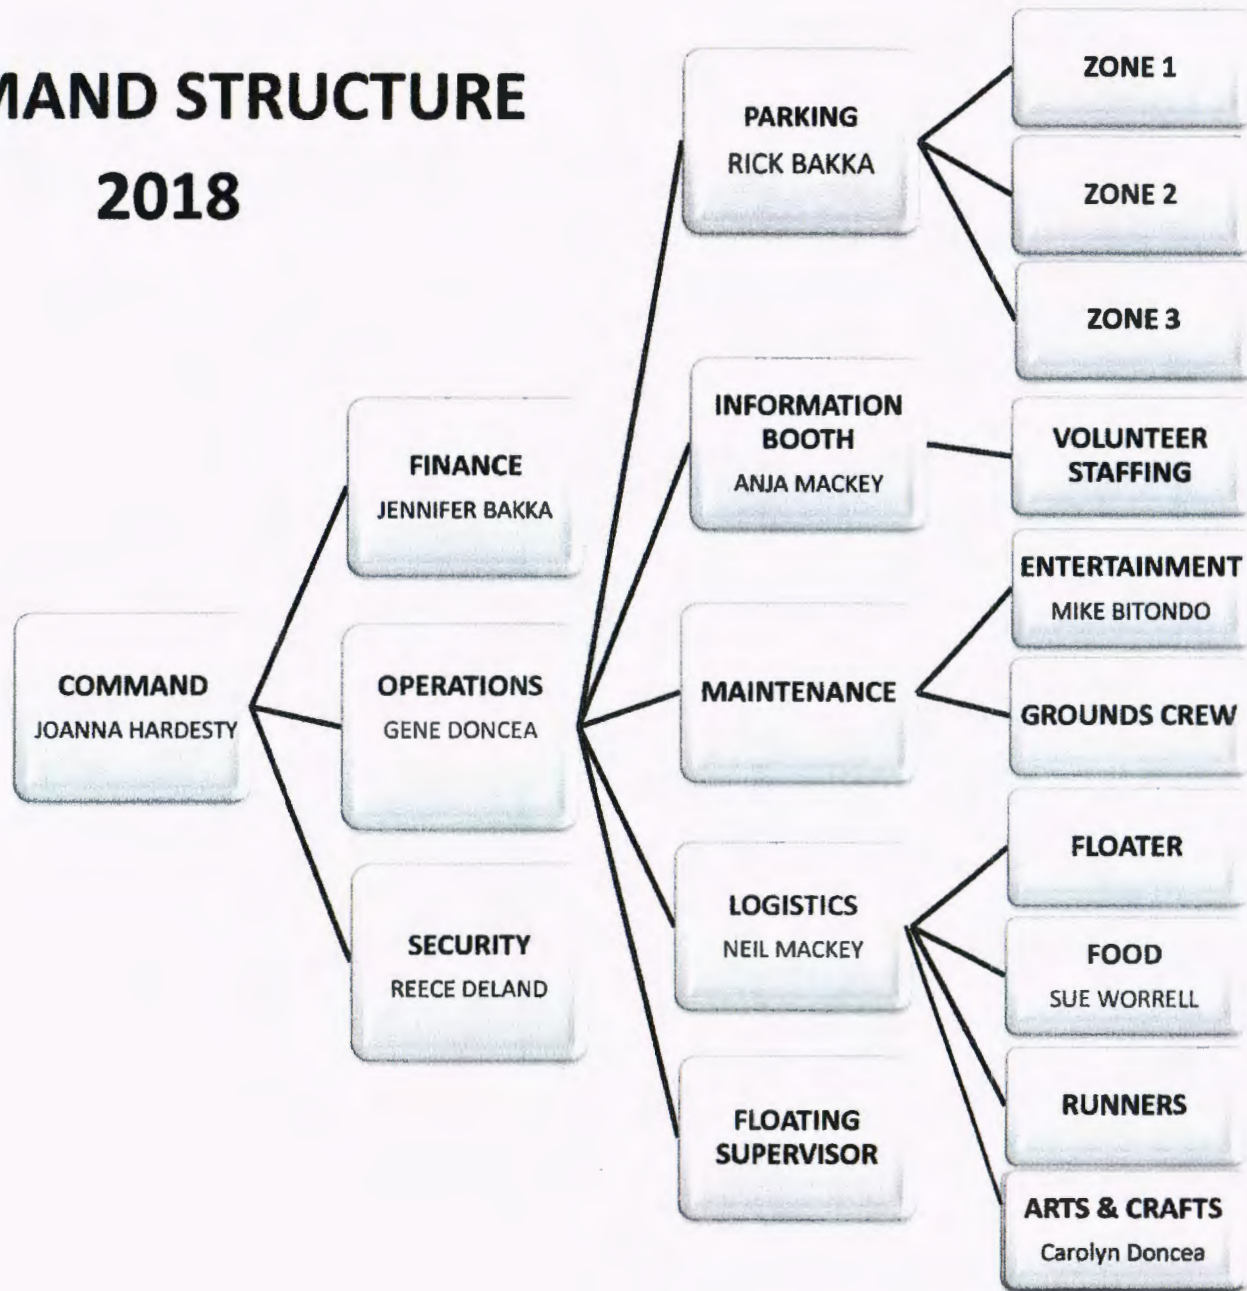 MAND STRUCTURE
2018
COMMAND
JOANNA HARDESTY
FINANCE
JENNIFER BAKKA
OPERATIONS
GENE DONCEA
SECURITY
REECE DELAND
PARKING
RICK BAKKA
INFORMATION
BOOTH
ANJA MACKEY
MAINTENANCE
LOGISTICS
NEIL MACKEY
FLOATING
SUPERVISOR
ZONE 1
ZONE 2
ZONE 3
VOLUNTEER
STAFFING
ENTERTAINMENT
MIKE BITONDO
GROUNDS CREW
FLOATER
FOOD
SUE WORRELL
RUNNERS
ARTS & CRAFTS
Carolyn Doncea